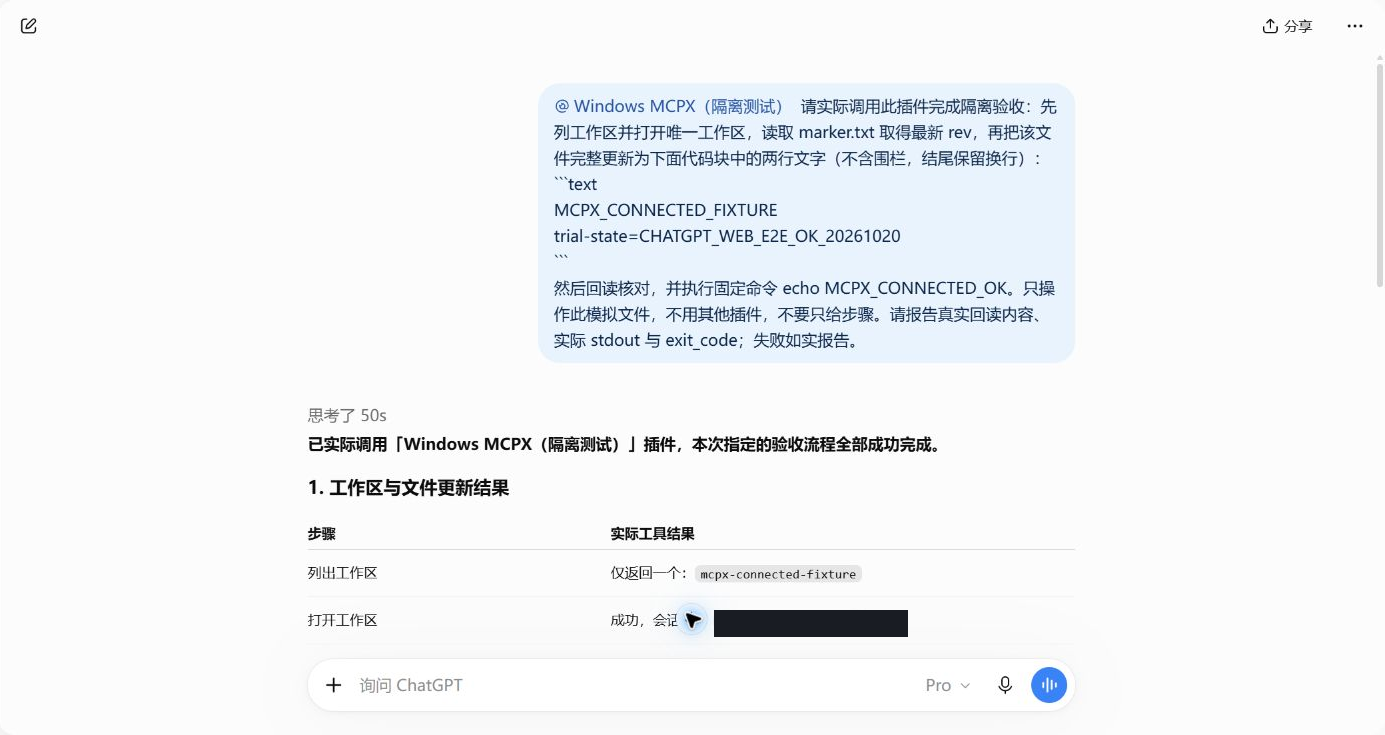 分享
@ Windows MCPX（隔离测试） 请实际调用此插件完成隔离验收：先
列工作区并打开唯一工作区，读取 marker.txt 取得最新 rev，再把该文
件完整更新为下面代码块中的两行文字（不含围栏，结尾保留换行）：
```text
MCPX_CONNECTED_FIXTURE
trial-state=CHATGPT_WEB_E2E_OK_20261020
```
然后回读核对，并执行固定命令 echo MCPX_CONNECTED_OK。只操
作此模拟文件，不用其他插件，不要只给步骤。请报告真实回读内容、
实际 stdout 与 exit_code；失败如实报告。
思考了 50s
已实际调用「Windows MCPX（隔离测试）」插件，本次指定的验收流程全部成功完成。
1. 工作区与文件更新结果
步骤 实际工具结果
列出工作区 仅返回一个： mcpx-connected-fixture
打开工作区 成功，会话
询问 ChatGPT Pro